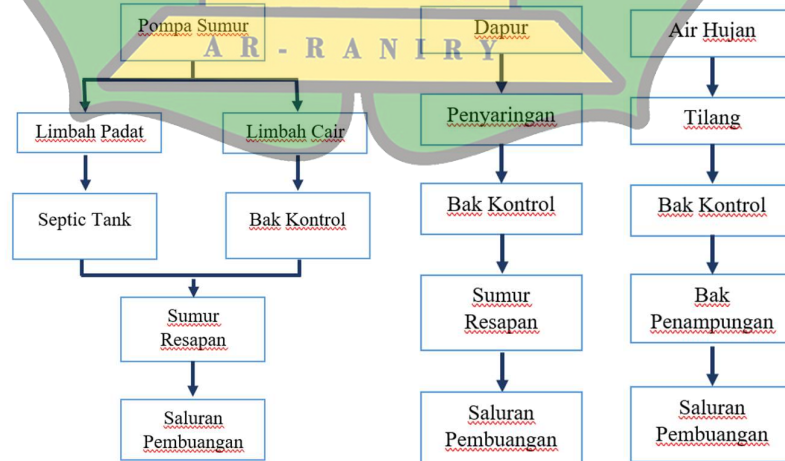 Pompa Sumur
Dapur
Air Hujan
AR-RANIRY
Limbah Padat
Limbah Cair
Penyaringan
Tilang
Septic Tank
Bak Kontrol
Bak Kontrol
Bak Kontrol
Sumur
Resapan
Sumur
Resapan
Bak
Penampungan
Saluran
Pembuangan
Saluran
Pembuangan
Saluran
Pembuangan